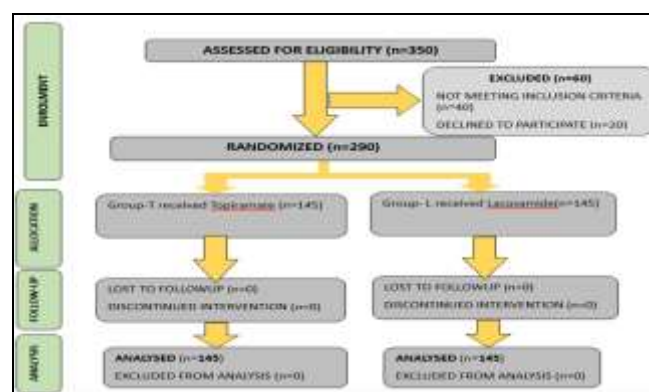 ENROLMENT
ASSESSED FOR ELIGIBILITY (n=350)
EXCLUDED (n=60)
NOT MEETING INCLUSION CRITERIA
(n=40)
DECLINED TO PARTICIPATE (n=20)
RANDOMIZED (n=290)
ALLOCATION
Group-T received Topiramate (n=145)
Group- L received Lacosamide(n=145)
FOLLOW-UP
LOST TO FOLLOWUP (n=0)
DISCONTINUED INTERVENTION (n=0)
LOST TO FOLLOWUP (n=0)
DISCONTINUED INTERVENTION (n=0)
ANALYSIS
ANALYSED (n=145)
EXCLUDED FROM ANALYSIS (n=0)
ANALYSED (n=145)
EXCLUDED FROM ANALYSIS (n=0)